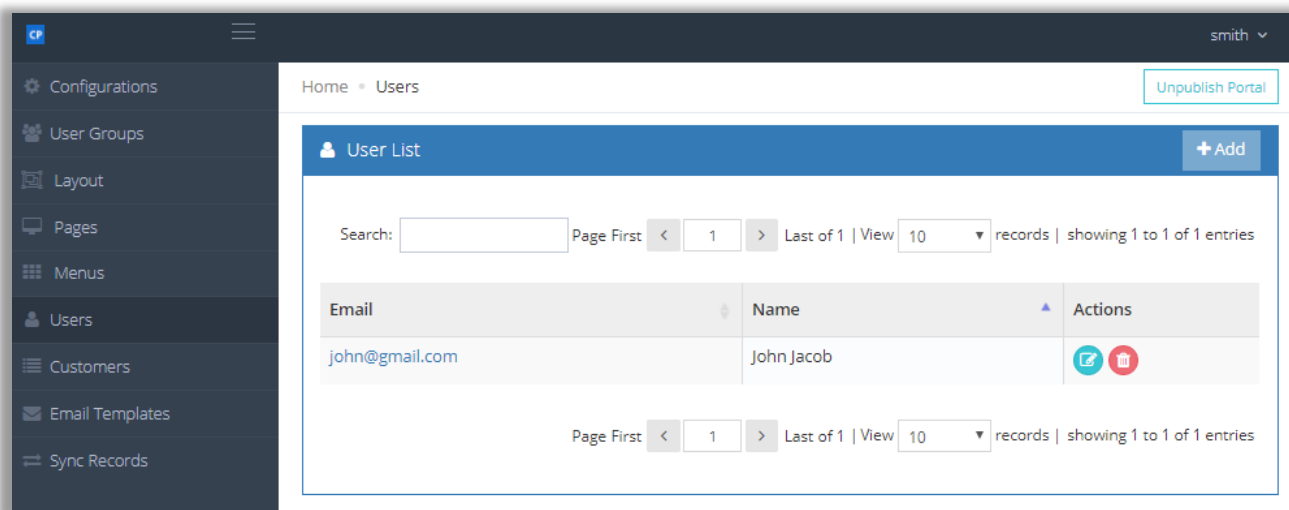 CP smith
Configurations
User Groups
Layout
Pages
Menus
Users
Customers
Email Templates
Sync Records
Home Users Unpublish Portal
User List Add
Search: Page First 1 Last of 1 | View 10 records | showing 1 to 1 of 1 entries
Email Name Actions
john@gmail.com John Jacob
Page First 1 Last of 1 | View 10 records | showing 1 to 1 of 1 entries